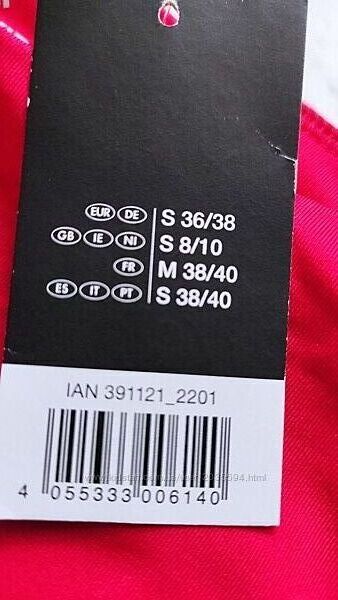 EUR DE S 36/38
GB IE NI S 8/10
FR M 38/40
ES IT PT S 38/40
IAN 391121_2201
4 055333 006140